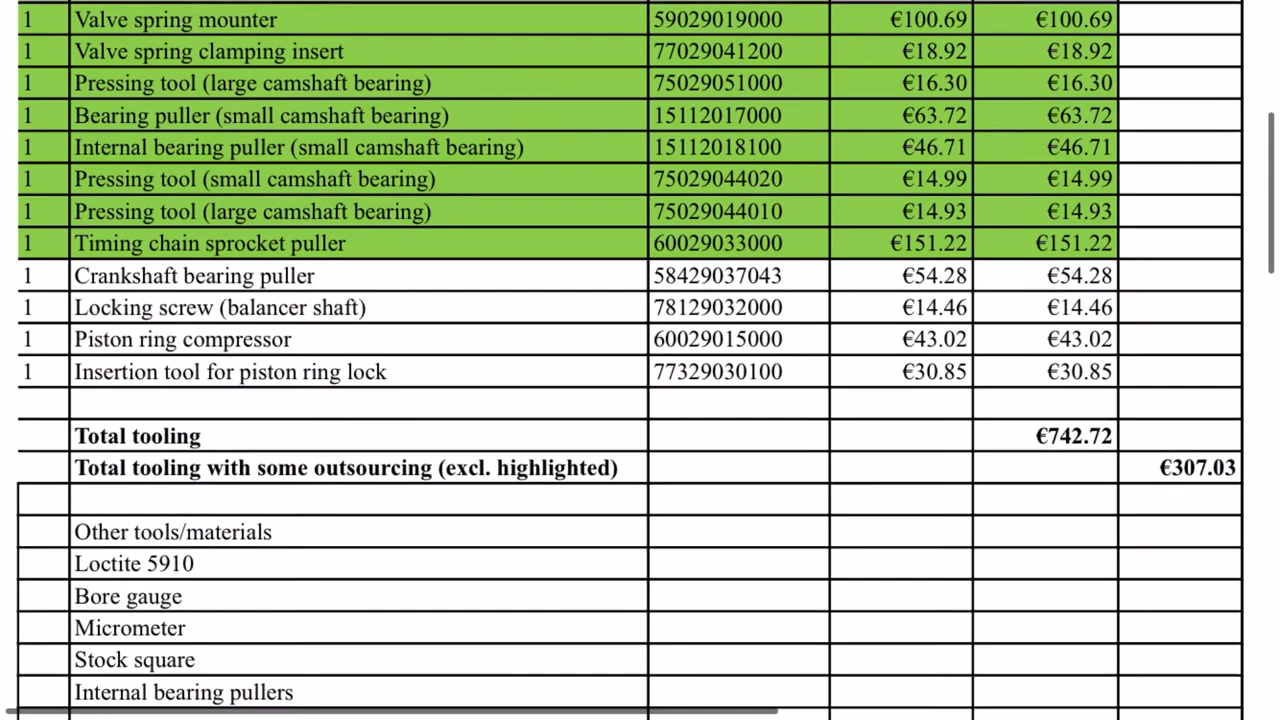 1 Valve spring mounter 59029019000 €100.69 €100.69
1 Valve spring clamping insert 77029041200 €18.92 €18.92
1 Pressing tool (large camshaft bearing) 75029051000 €16.30 €16.30
1 Bearing puller (small camshaft bearing) 15112017000 €63.72 €63.72
1 Internal bearing puller (small camshaft bearing) 15112018100 €46.71 €46.71
1 Pressing tool (small camshaft bearing) 75029044020 €14.99 €14.99
1 Pressing tool (large camshaft bearing) 75029044010 €14.93 €14.93
1 Timing chain sprocket puller 60029033000 €151.22 €151.22
1 Crankshaft bearing puller 58429037043 €54.28 €54.28
1 Locking screw (balancer shaft) 78129032000 €14.46 €14.46
1 Piston ring compressor 60029015000 €43.02 €43.02
1 Insertion tool for piston ring lock 77329030100 €30.85 €30.85
Total tooling €742.72
Total tooling with some outsourcing (excl. highlighted) €307.03
Other tools/materials
Loctite 5910
Bore gauge
Micrometer
Stock square
Internal bearing pullers